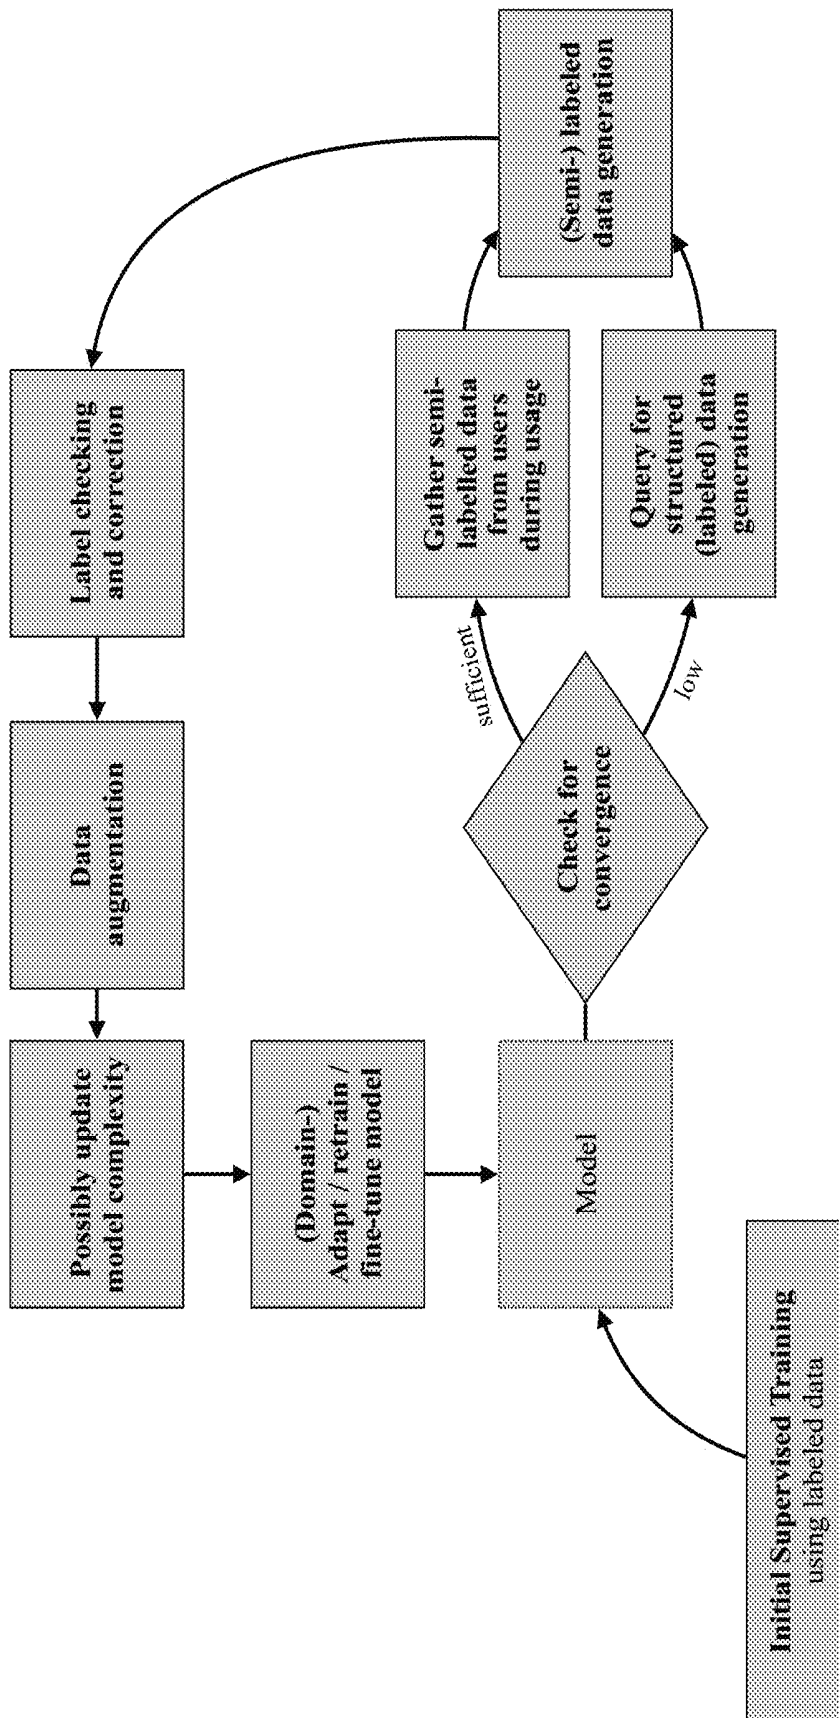 Initial Supervised Training
using labeled data
Model
Check for
convergence
sufficient
low
Gather semi-
labelled data
from users
during usage
Query for
structured
(labeled) data
generation
(Semi-) labeled
data generation
Label checking
and correction
Data
augmentation
Possibly update
model complexity
(Domain-)
Adapt / retrain /
fine-tune model